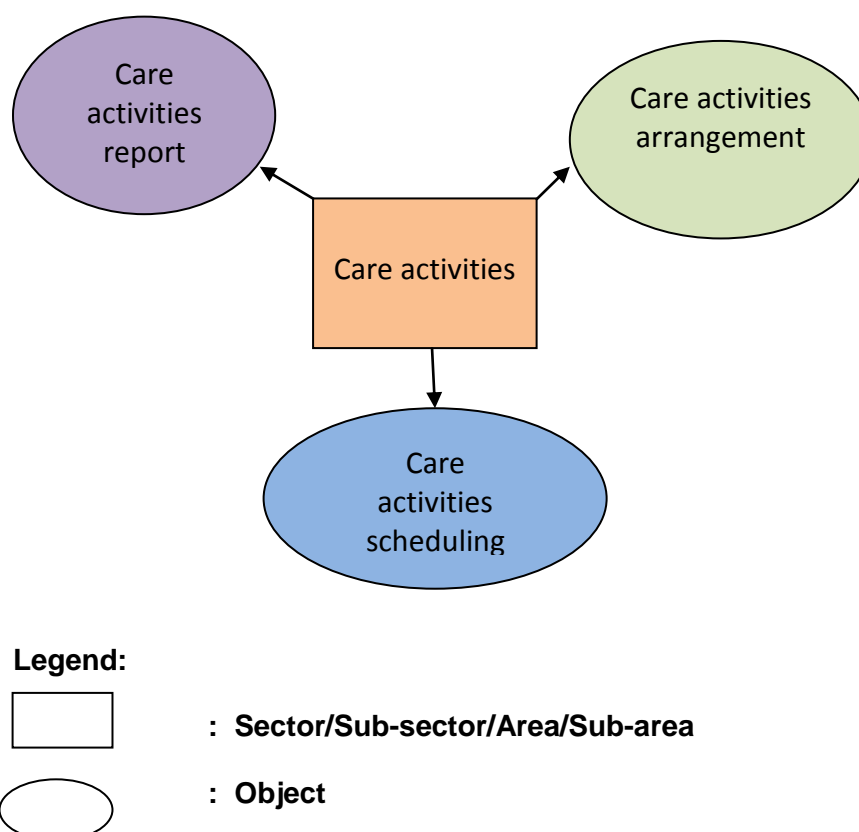 Care
activities
report
Care activities
arrangement
Care activities
Care
activities
scheduling
Legend:
: Sector/Sub-sector/Area/Sub-area
: Object